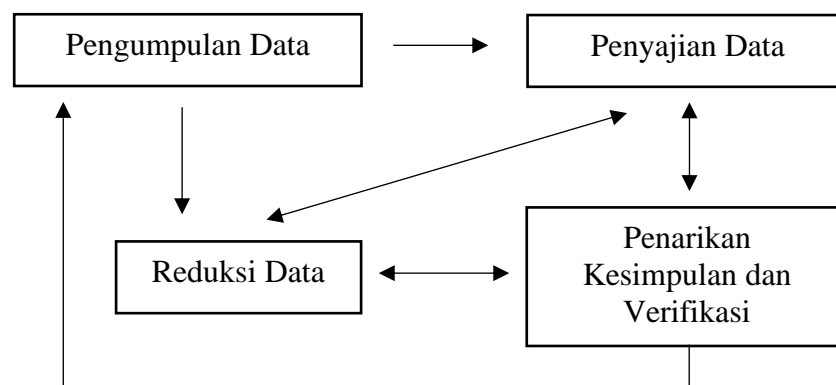 Pengumpulan Data
Penyajian Data
Reduksi Data
Penarikan
Kesimpulan dan
Verifikasi